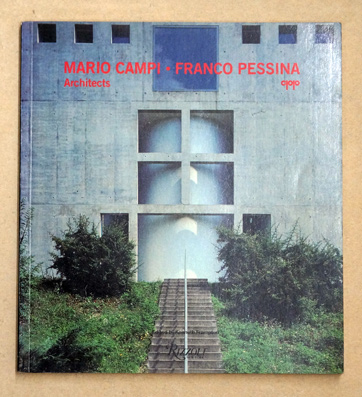 MARIO CAMPI • FRANCO PESSINA
Architects
RIZZOLI